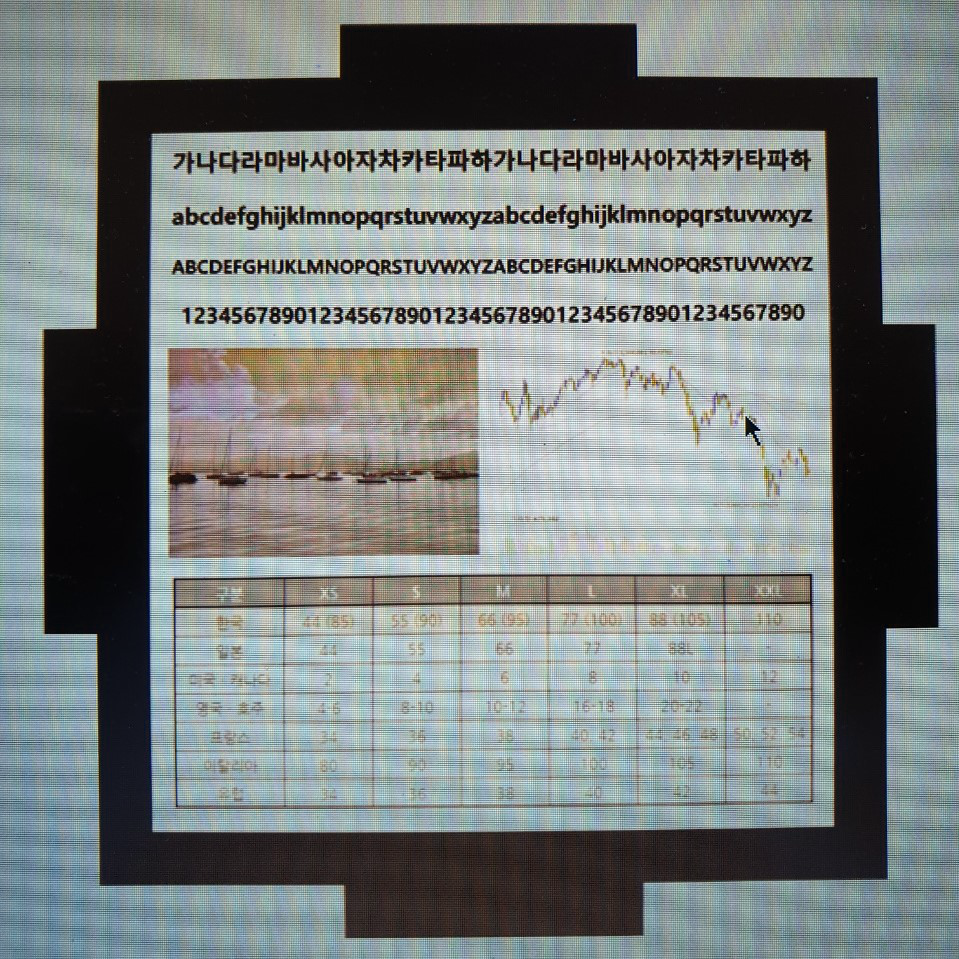 가나다라마바사아자차카타파하가나다라마바사아자차카타파하
abcdefghijklmnopqrstuvwxyzabcdefghijklmnopqrstuvwxyz
ABCDEFGHIJKLMNOPQRSTUVWXYZABCDEFGHIJKLMNOPQRSTUVWXYZ
12345678901234567890123456789012345678901234567890
구분 XS S M L XL XXL
한국 44 (85) 55 (90) 66 (95) 77 (100) 88 (105) 110
일본 44 55 66 77 88L -
미국 · 캐나다 2 4 6 8 10 12
영국 · 호주 4-6 8-10 10-12 16-18 20-22 -
프랑스 34 36 38 40, 42 44, 46, 48 50, 52, 54
이탈리아 80 90 95 100 105 110
유럽 34 36 38 40 42 44